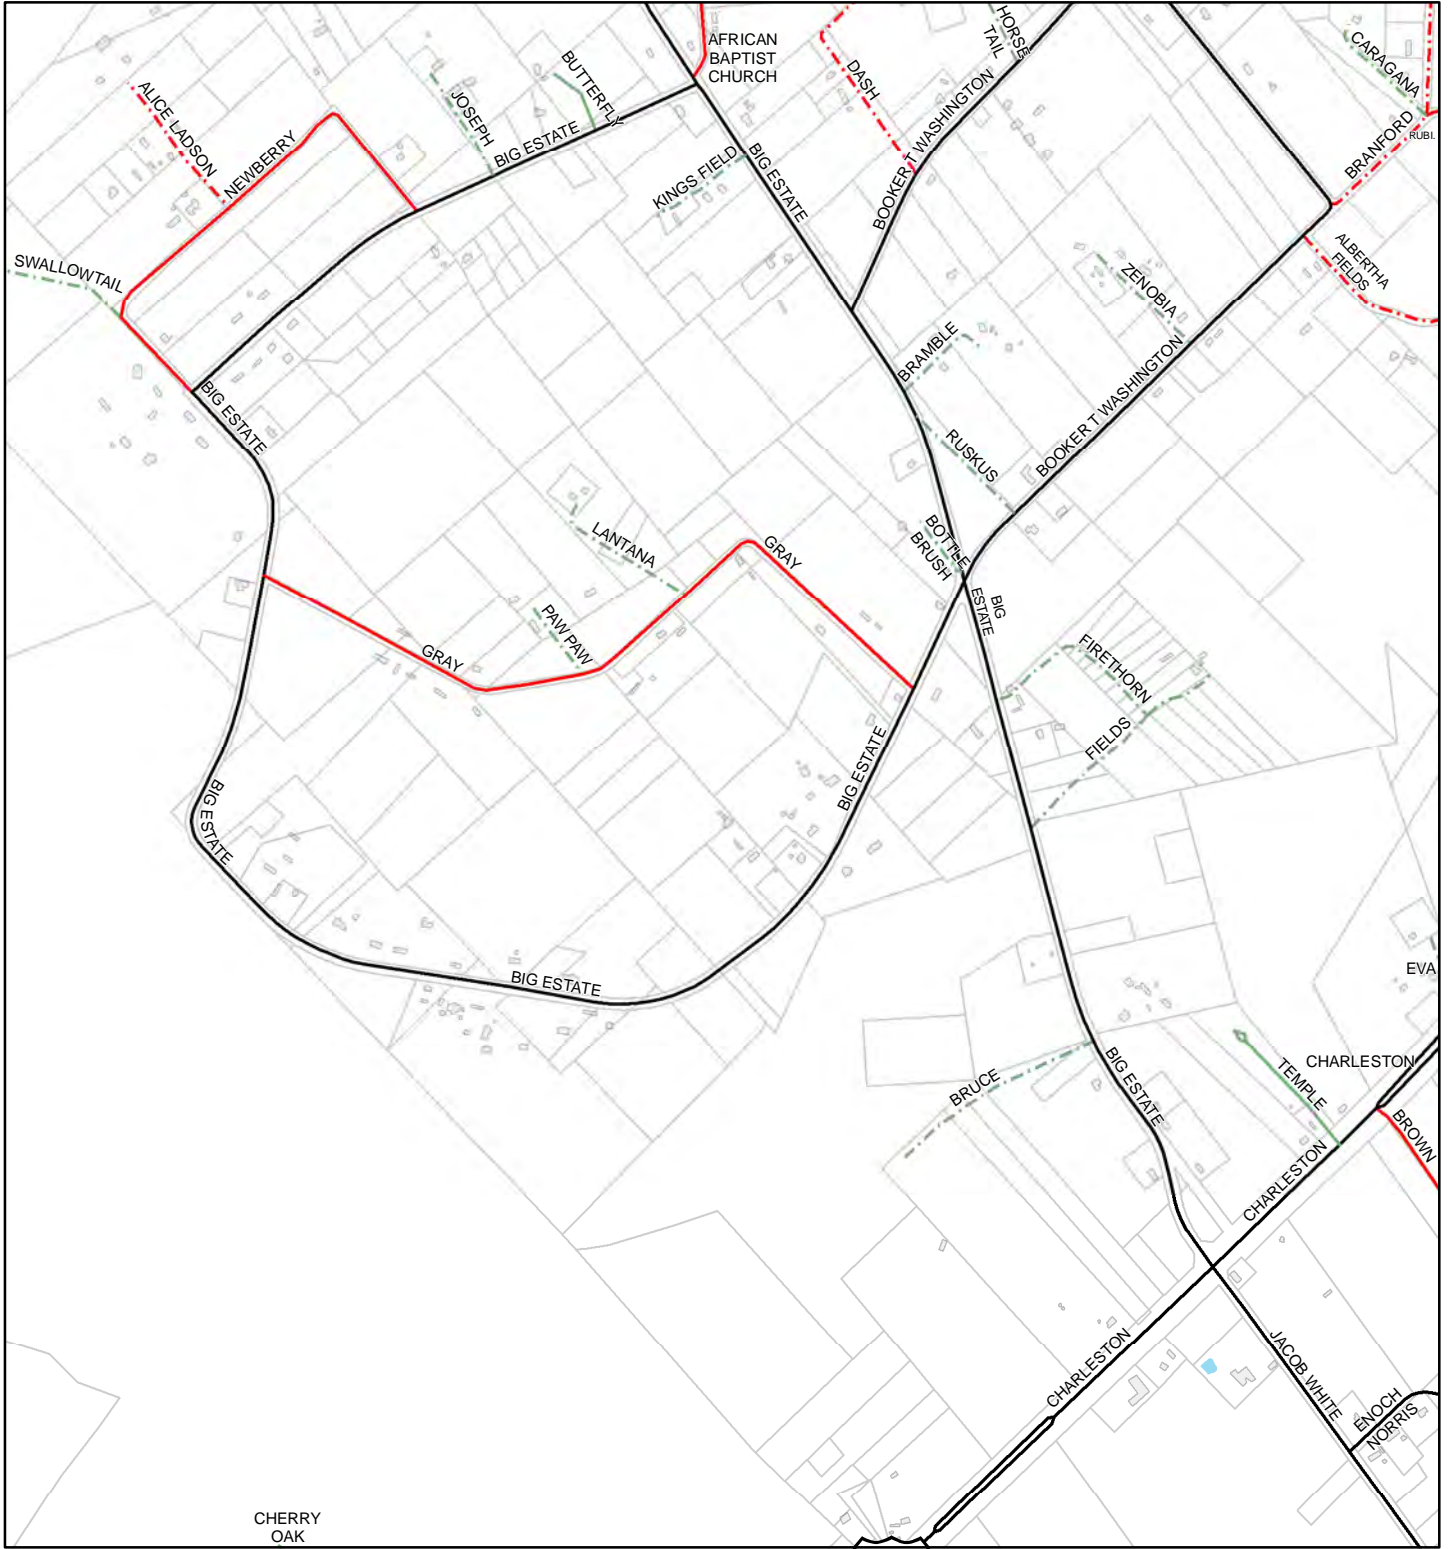 AFRICAN
BAPTIST
CHURCH
HORSE
TAIL
CARAGANA
BUTTERFLY
DASH
ALICE LADSON
JOSEPH
BIG ESTATE
BOOKER T WASHINGTON
BRANFORD
RUBI.
NEWBERRY
KINGS FIELD
BIG ESTATE
BOOKER T WASHINGTON
ALBERTHA
FIELDS
SWALLOWTAIL
ZENOBIA
BRAMBLE
BIG ESTATE
RUSKUS
BOOKER T WASHINGTON
LANTANA
GRAY
BOTTLE
BRUSH
BIG
ESTATE
PAW PAW
GRAY
FIRETHORN
FIELDS
BIG ESTATE
BIG ESTATE
BIG ESTATE
EVA
BRUCE
BIG ESTATE
TEMPLE
CHARLESTON
BROWN
CHARLESTON
CHARLESTON
JACOB WHITE
ENOCH
NORRIS
CHERRY
OAK